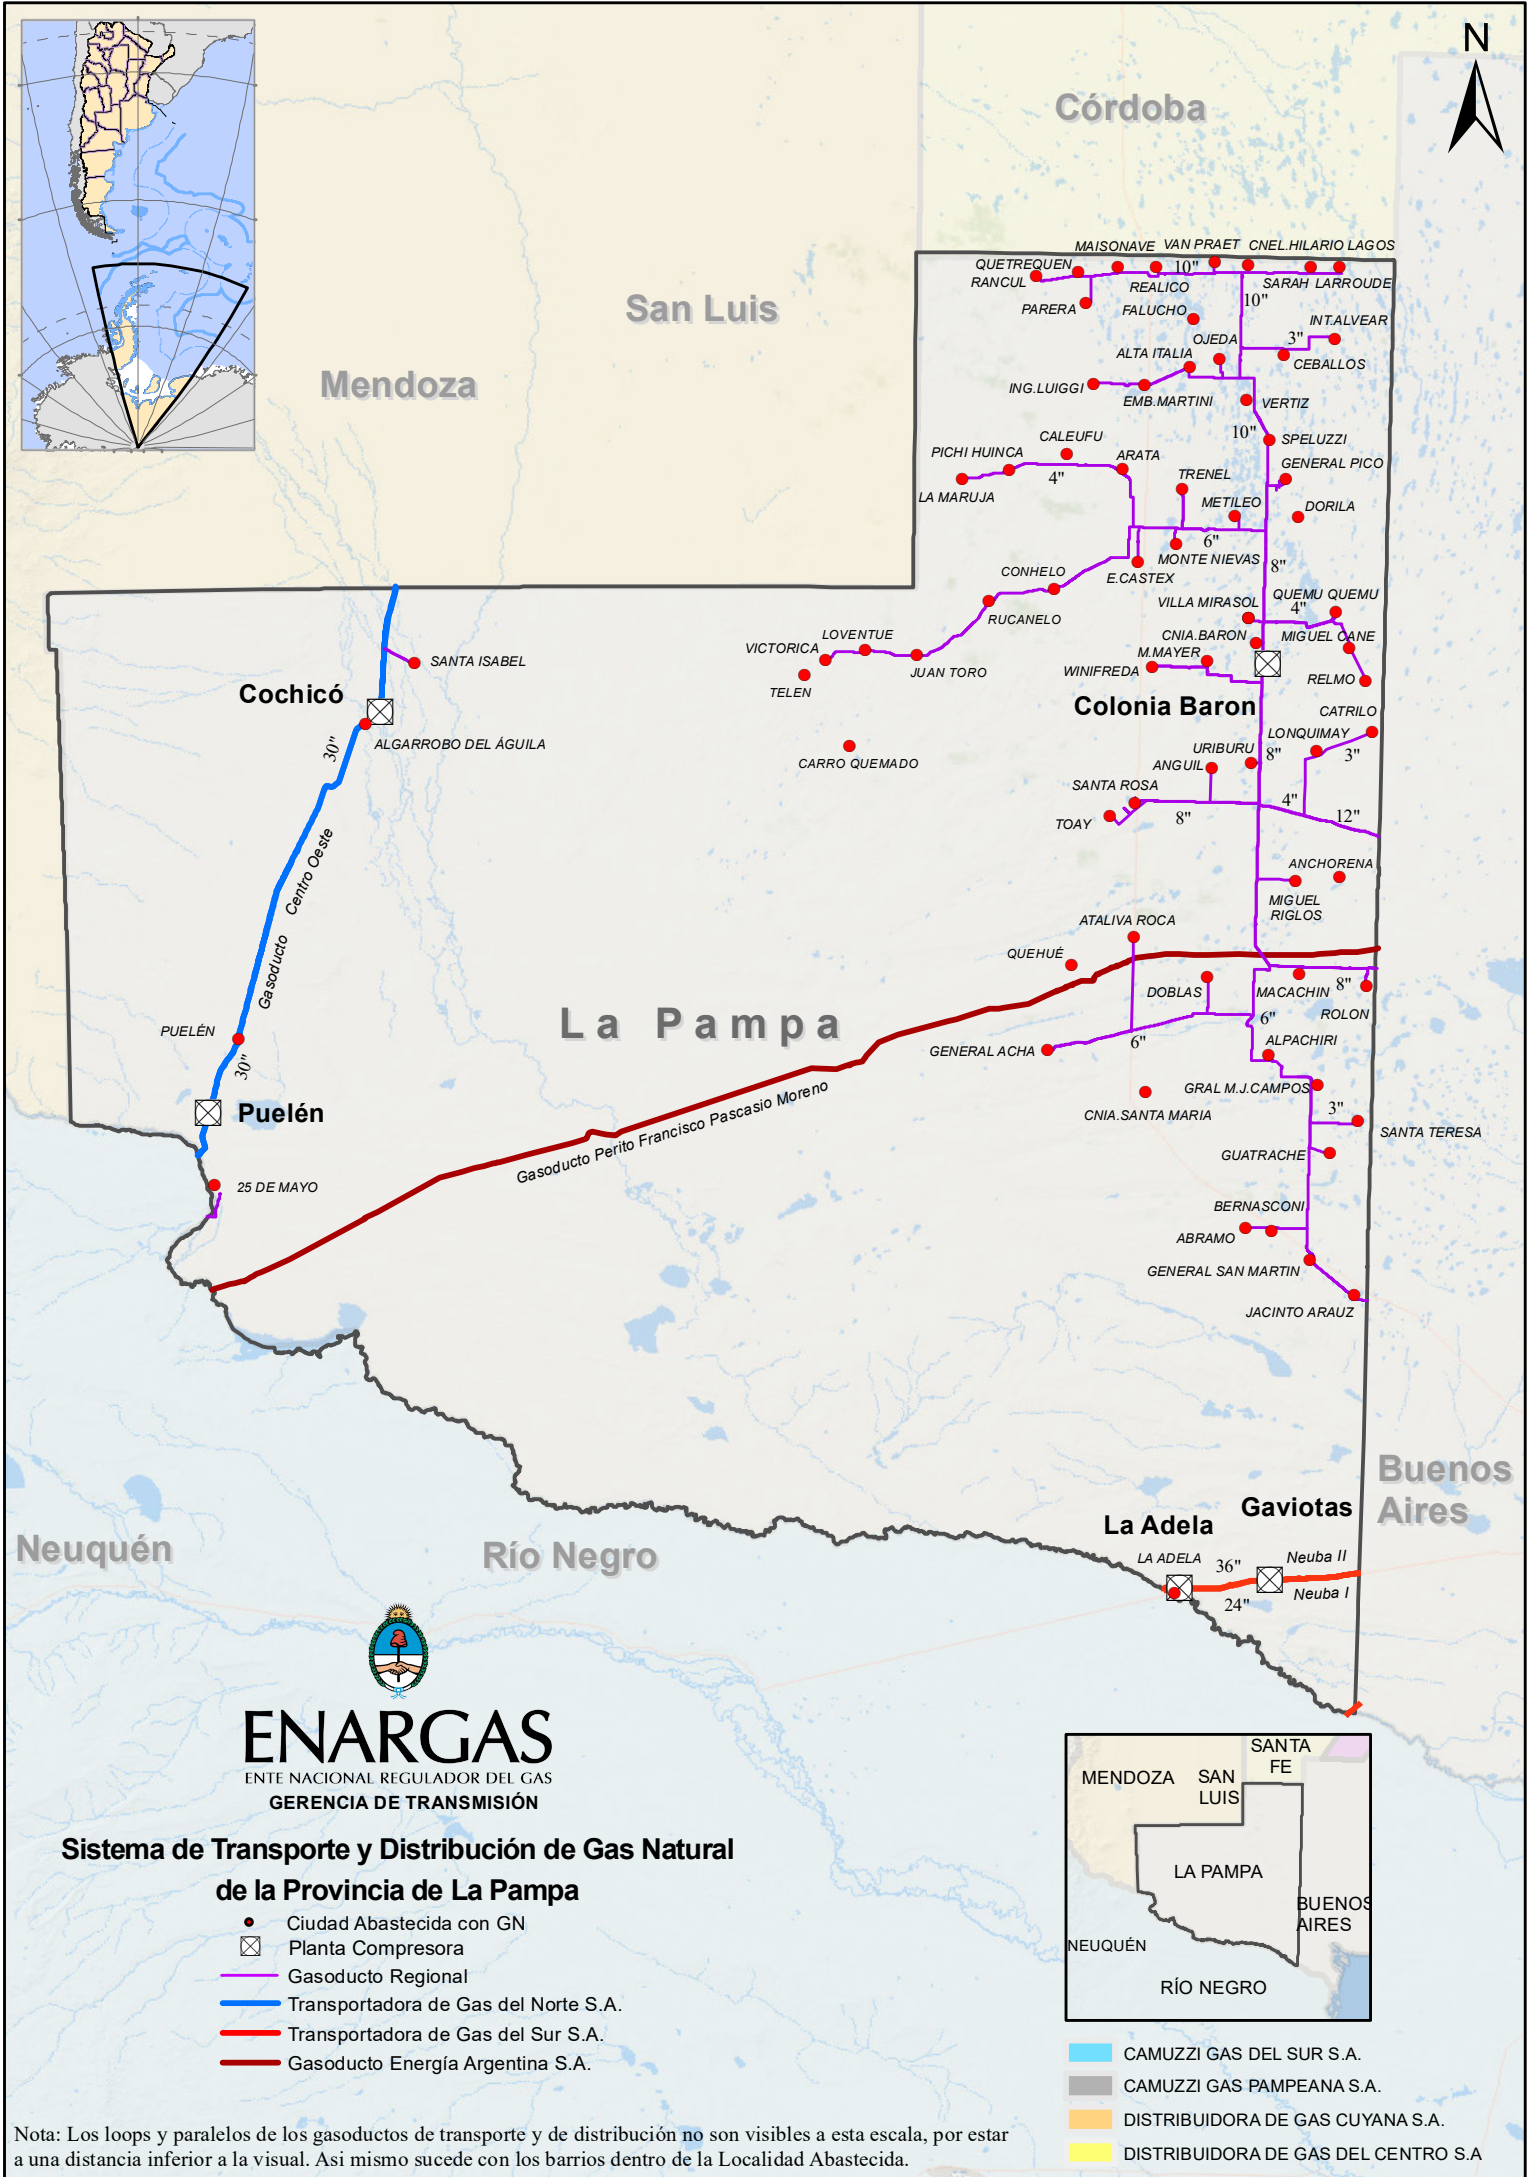 N
Córdoba
San Luis
Mendoza
MAISONAVE
VAN PRAET
CNEL.HILARIO LAGOS
QUETREQUEN
10"
RANCUL
REALICO
SARAH
LARROUDE
10"
PARERA
FALUCHO
INT.ALVEAR
OJEDA
3"
ALTA ITALIA
CEBALLOS
ING.LUIGGI
EMB.MARTINI
VERTIZ
10"
SPELUZZI
CALEUFU
PICHI HUINCA
ARATA
GENERAL PICO
4"
TRENEL
LA MARUJA
METILEO
DORILA
6"
MONTE NIEVAS
8"
CONHELO
E.CASTEX
QUEMU QUEMU
VILLA MIRASOL
4"
RUCANELO
LOVENTUE
CNIA.BARON
MIGUEL CANE
VICTORICA
M.MAYER
SANTA ISABEL
JUAN TORO
WINIFREDA
RELMO
TELEN
Cochicó
Colonia Baron
CATRILO
LONQUIMAY
ALGARROBO DEL ÁGUILA
30"
URIBURU
8"
3"
CARRO QUEMADO
ANGUIL
SANTA ROSA
4"
TOAY
8"
12"
Gasoducto Centro Oeste
ANCHORENA
MIGUEL
RIGLOS
ATALIVA ROCA
QUEHUÉ
DOBLAS
MACACHIN
8"
La Pampa
6"
ROLON
PUELÉN
GENERAL ACHA
6"
ALPACHIRI
30"
GRAL M.J.CAMPOS
Puelén
Gasoducto Perito Francisco Pascasio Moreno
CNIA.SANTA MARIA
3"
SANTA TERESA
GUATRACHE
25 DE MAYO
BERNASCONI
ABRAMO
GENERAL SAN MARTIN
JACINTO ARAUZ
Buenos
Aires
Gaviotas
La Adela
Neuquén
Río Negro
LA ADELA
36"
Neuba II
24"
Neuba I
ENARGAS
ENTE NACIONAL REGULADOR DEL GAS
GERENCIA DE TRANSMISIÓN
Sistema de Transporte y Distribución de Gas Natural
de la Provincia de La Pampa
Ciudad Abastecida con GN
Planta Compresora
Gasoducto Regional
Transportadora de Gas del Norte S.A.
Transportadora de Gas del Sur S.A.
Gasoducto Energía Argentina S.A.
SANTA
FE
MENDOZA
SAN
LUIS
LA PAMPA
BUENOS
AIRES
NEUQUÉN
RÍO NEGRO
CAMUZZI GAS DEL SUR S.A.
CAMUZZI GAS PAMPEANA S.A.
DISTRIBUIDORA DE GAS CUYANA S.A.
DISTRIBUIDORA DE GAS DEL CENTRO S.A
Nota: Los loops y paralelos de los gasoductos de transporte y de distribución no son visibles a esta escala, por estar
a una distancia inferior a la visual. Asi mismo sucede con los barrios dentro de la Localidad Abastecida.